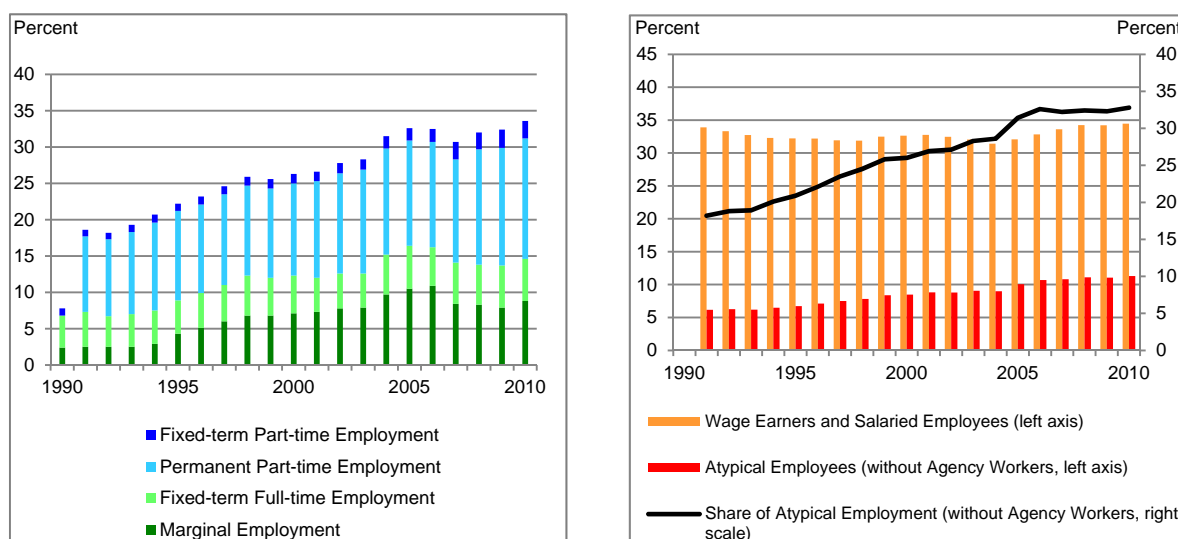 Percent
40
35
30
25
20
15
10
5
0
1990 1995 2000 2005 2010
Fixed-term Part-time Employment
Permanent Part-time Employment
Fixed-term Full-time Employment
Marginal Employment
Percent Percent
45 40
40 35
35 30
30 25
25 20
20 15
15 10
10 5
5 0
0
1990 1995 2000 2005 2010
Wage Earners and Salaried Employees (left axis)
Atypical Employees (without Agency Workers, left axis)
Share of Atypical Employment (without Agency Workers, right
scale)